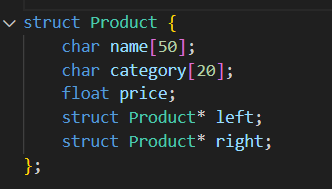 struct Product {
    char name[50];
    char category[20];
    float price;
    struct Product* left;
    struct Product* right;
};